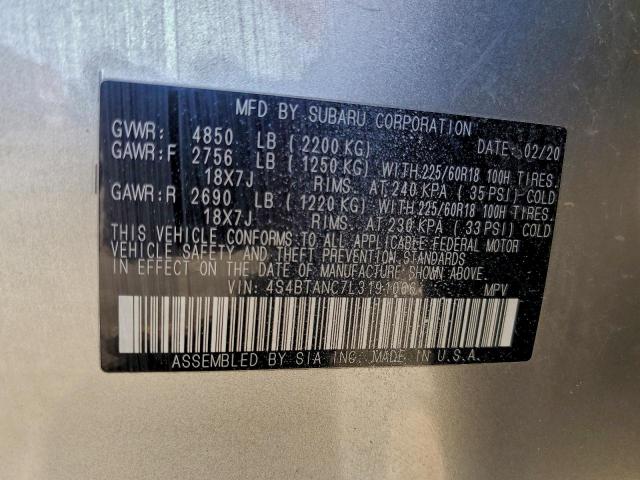 MFD BY SUBARU CORPORATION
GVWR: 4850 LB (2200 KG) DATE: 02/20
GAWR:F 2756 LB (1250 KG) WITH 225/60R18 100H TIRES,
18X7J RIMS, AT 240 KPA (35 PSI) COLD
GAWR:R 2690 LB (1220 KG) WITH 225/60R18 100H TIRES,
18X7J RIMS, AT 230 KPA (33 PSI) COLD
THIS VEHICLE CONFORMS TO ALL APPLICABLE FEDERAL MOTOR
VEHICLE SAFETY AND THEFT PREVENTION STANDARDS
IN EFFECT ON THE DATE OF MANUFACTURE SHOWN ABOVE.
VIN: MPV
ASSEMBLED BY SIA INC. MADE IN U.S.A.